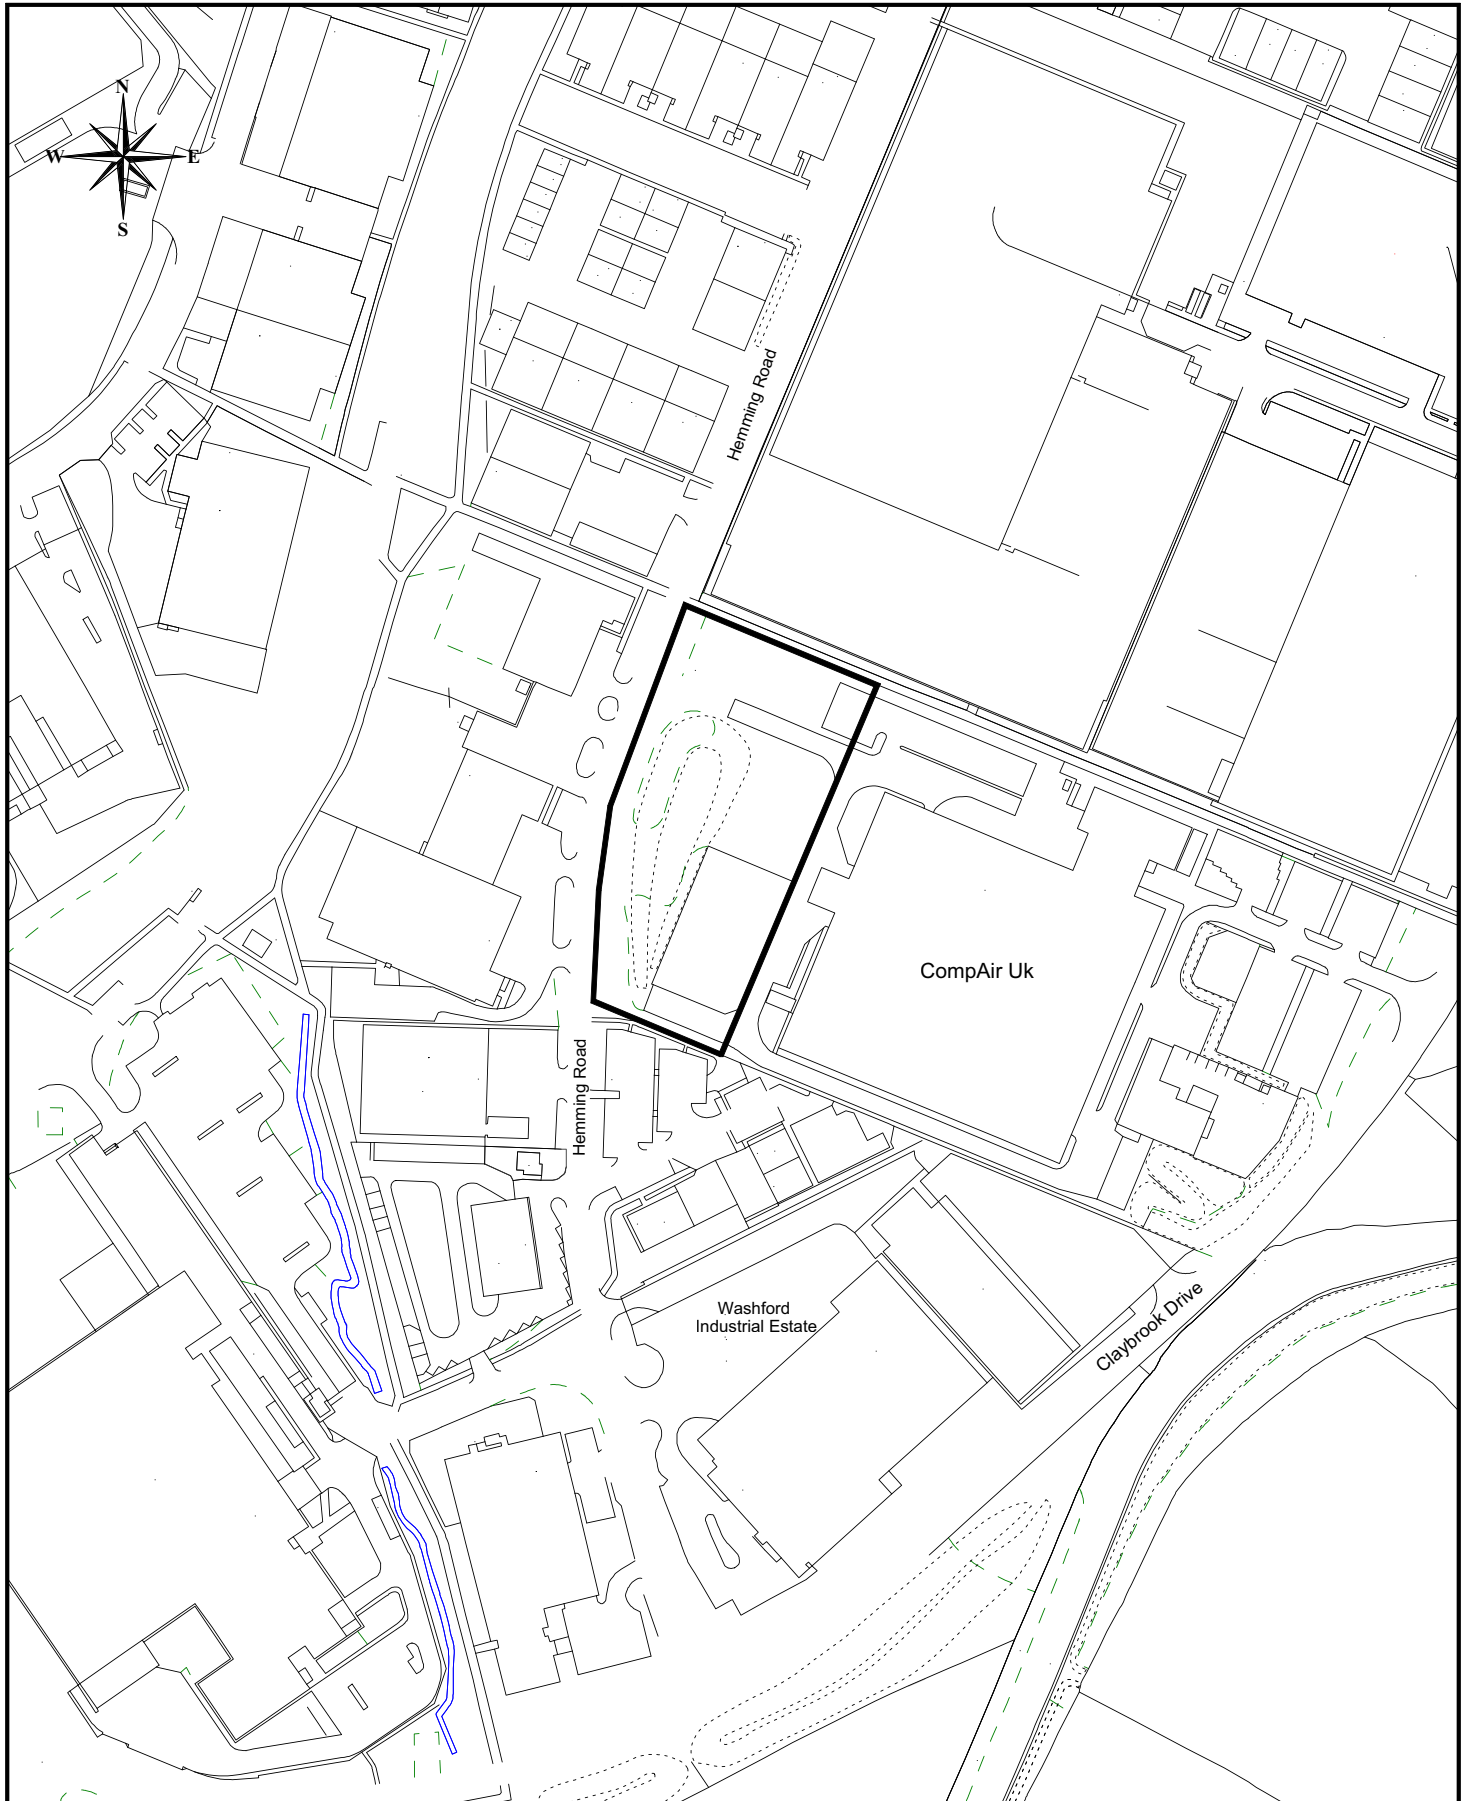 N
W E
S
Hemming Road
CompAir Uk
Hemming Road
Washford
Industrial Estate
Claybrook Drive